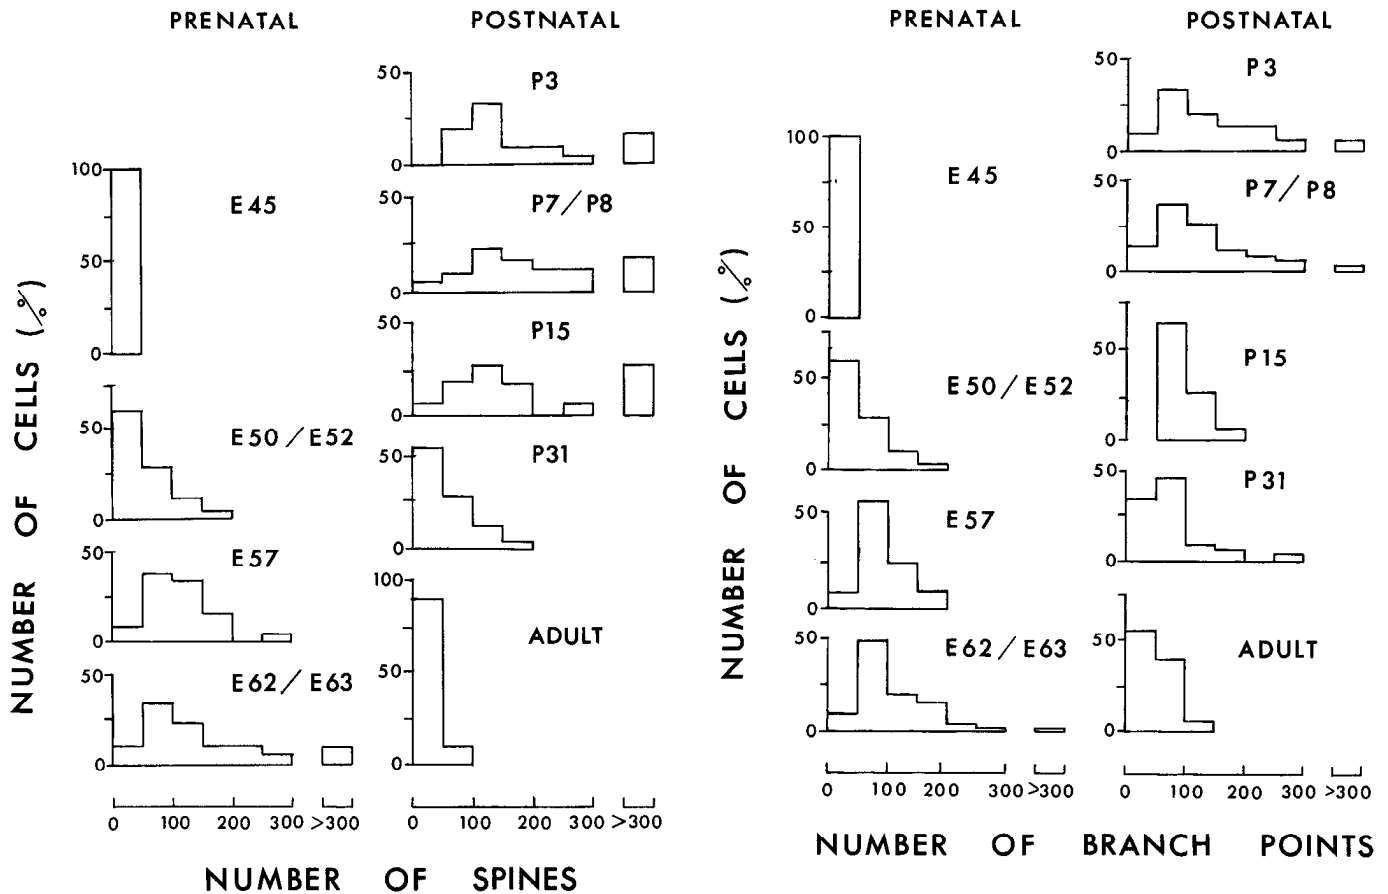 PRENATAL
POSTNATAL
NUMBER OF CELLS (%)
100
50
0
E45
50
0
E50/E52
50
0
E57
50
0
E62/E63
0 100 200 300 >300
50
0
P3
50
0
P7/P8
50
0
P15
50
0
P31
100
50
0
ADULT
0 100 200 300 >300
NUMBER OF SPINES
PRENATAL
POSTNATAL
NUMBER OF CELLS (%)
100
50
0
E45
50
0
E50/E52
50
0
E57
50
0
E62/E63
0 100 200 300 >300
50
0
P3
50
0
P7/P8
50
0
P15
50
0
P31
50
0
ADULT
0 100 200 300 >300
NUMBER OF BRANCH POINTS